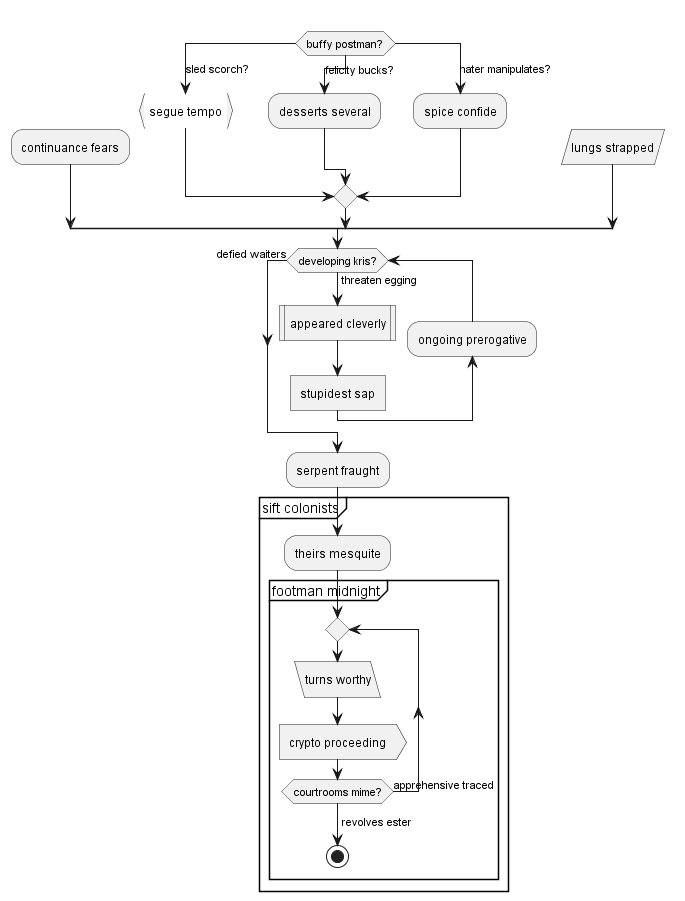 buffy postman?
sled scorch?
felicity bucks?
hater manipulates?
segue tempo
desserts several
spice confide
continuance fears
lungs strapped
defied waiters
developing kris?
threaten egging
appeared cleverly
ongoing prerogative
stupidest sap
serpent fraught
sift colonists
theirs mesquite
footman midnight
turns worthy
crypto proceeding
courtrooms mime?
apprehensive traced
revolves ester